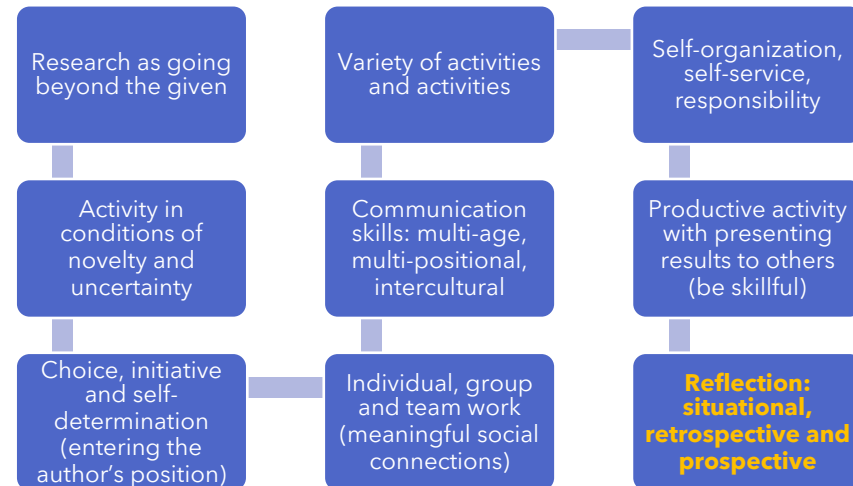 Research as going
beyond the given
Activity in
conditions of
novelty and
uncertainty
Choice, initiative
and self-
determination
(entering the
author's position)
Individual, group
and team work
(meaningful social
connections)
Communication
skills: multi-age,
multi-positional,
intercultural
Variety of activities
and activities
Self-organization,
self-service,
responsibility
Productive activity
with presenting
results to others
(be skillful)
Reflection:
situational,
retrospective and
prospective